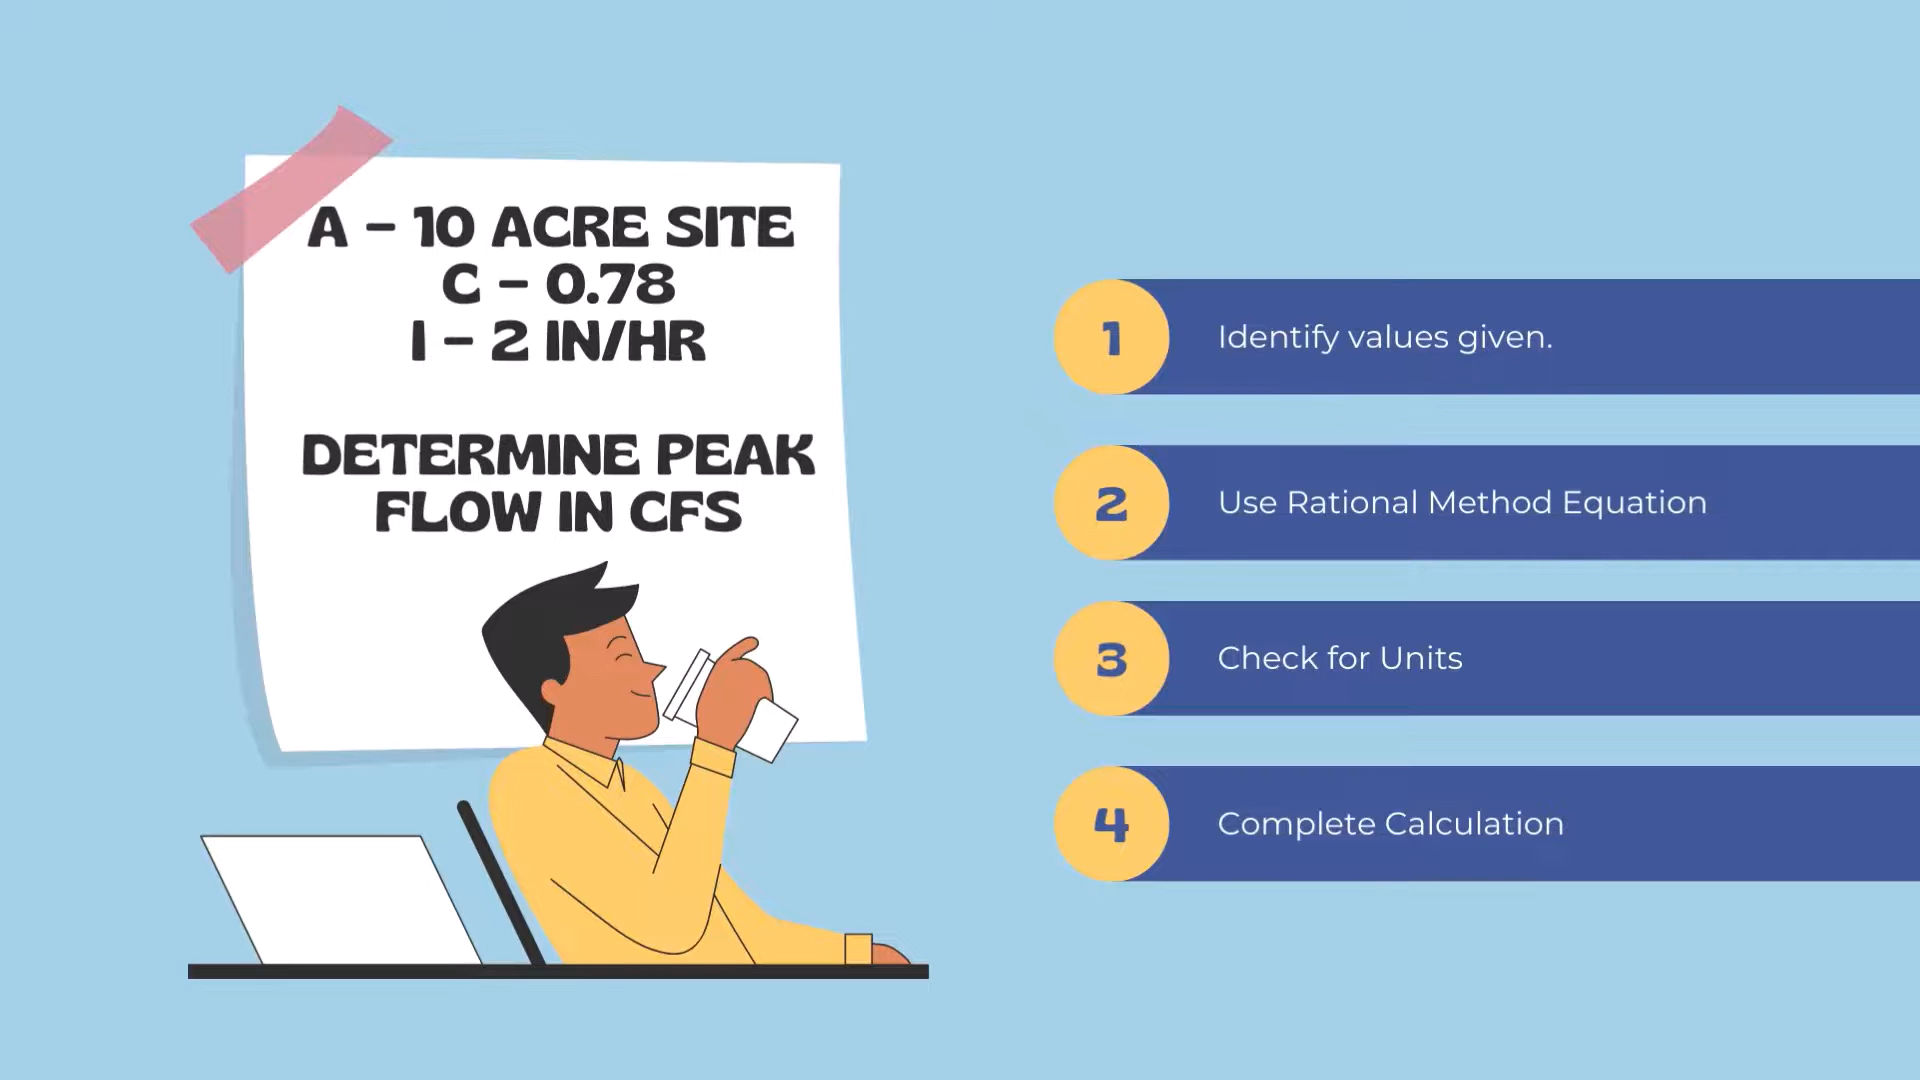 A – 10 ACRE SITE
C – 0.78
I – 2 IN/HR
DETERMINE PEAK
FLOW IN CFS
1
Identify values given.
2
Use Rational Method Equation
3
Check for Units
4
Complete Calculation